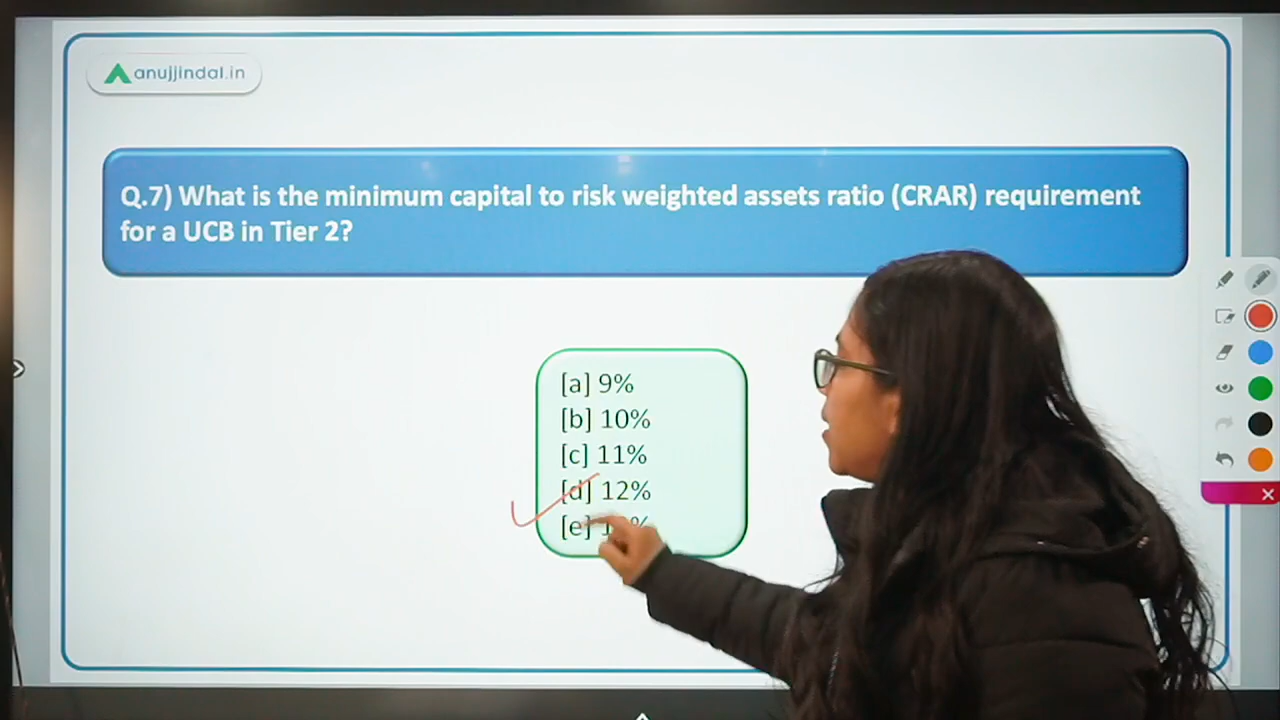 anujjindal.in
Q.7) What is the minimum capital to risk weighted assets ratio (CRAR) requirement
for a UCB in Tier 2?
[a] 9%
[b] 10%
[c] 11%
[d] 12%
[e]